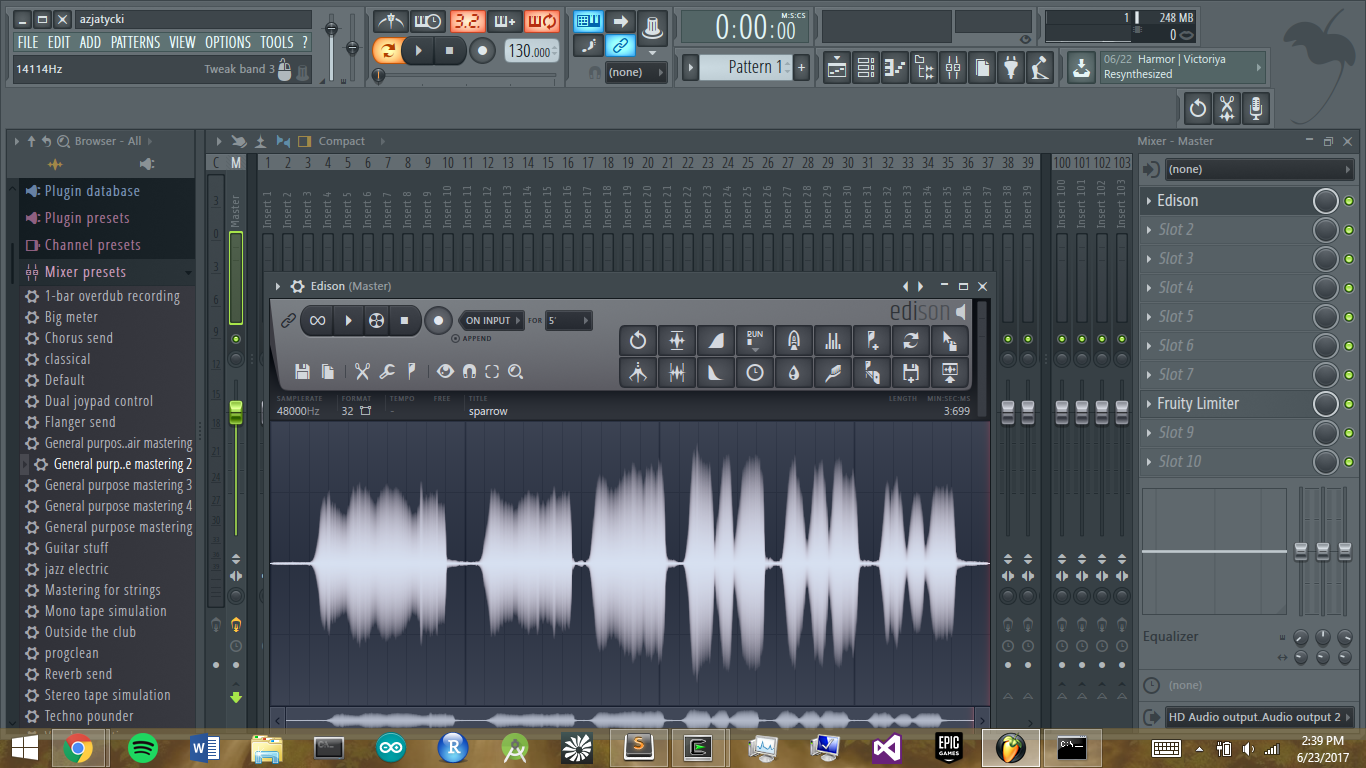 azjatycki
FILE EDIT ADD PATTERNS VIEW OPTIONS TOOLS ?
14114Hz Tweak band 3
3.2.
130.000
(none)
0:00:00
M:S:CS
Pattern 1
1 248 MB
0
06/22 Harmor | Victoriya
Resynthesized
Browser - All
Plugin database
Plugin presets
Channel presets
Mixer presets
1-bar overdub recording
Big meter
Chorus send
classical
Default
Dual joypad control
Flanger send
General purpos..air mastering
General purp..e mastering 2
General purpose mastering 3
General purpose mastering 4
General purpose mastering
Guitar stuff
jazz electric
Mastering for strings
Mono tape simulation
Outside the club
progclean
Reverb send
Stereo tape simulation
Techno pounder
Compact
C M 1 2 3 4 5 6 7 8 9 10 11 12 13 14 15 16 17 18 19 20 21 22 23 24 25 26 27 28 29 30 31 32 33 34 35 36 37 38 39 100 101 102 103
Master Insert 1 Insert 2 Insert 3 Insert 4 Insert 5 Insert 6 Insert 7 Insert 8 Insert 9 Insert 10 Insert 11 Insert 12 Insert 13 Insert 14 Insert 15 Insert 16 Insert 17 Insert 18 Insert 19 Insert 20 Insert 21 Insert 22 Insert 23 Insert 24 Insert 25 Insert 26 Insert 27 Insert 28 Insert 29 Insert 30 Insert 31 Insert 32 Insert 33 Insert 34 Insert 35 Insert 36 Insert 37 Insert 38 Insert 39 Insert 100 Insert 101 Insert 102 Insert 103
Edison (Master)
edison
ON INPUT FOR 5'
APPEND
RUN
SAMPLERATE FORMAT TEMPO FREE TITLE LENGTH MIN:SEC:MS
48000Hz 32 - sparrow 3:699
Mixer - Master
(none)
Edison
Slot 2
Slot 3
Slot 4
Slot 5
Slot 6
Slot 7
Fruity Limiter
Slot 9
Slot 10
Equalizer
(none)
HD Audio output.Audio output 2
EPIC
GAMES
2:39 PM
6/23/2017